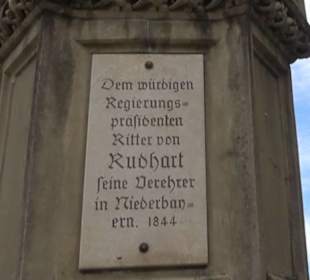 Dem würdigen
Regierungs=
präsidenten
Ritter von
Rudhart
seine Verehrer
in Niederbay=
ern. 1844